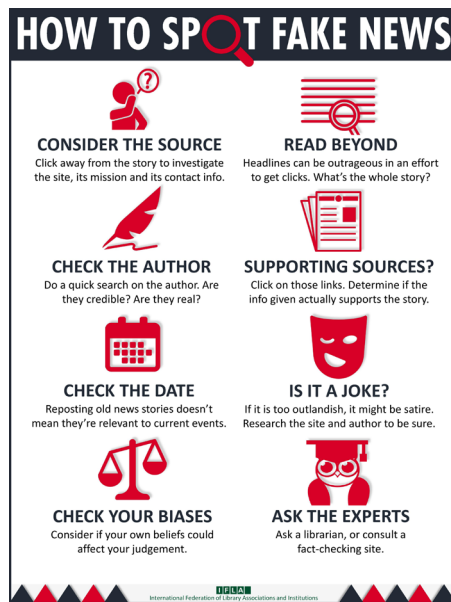 HOW TO SPOT FAKE NEWS
?
CONSIDER THE SOURCE
Click away from the story to investigate
the site, its mission and its contact info.
READ BEYOND
Headlines can be outrageous in an effort
to get clicks. What's the whole story?
CHECK THE AUTHOR
Do a quick search on the author. Are
they credible? Are they real?
SUPPORTING SOURCES?
Click on those links. Determine if the
info given actually supports the story.
CHECK THE DATE
Reposting old news stories doesn't
mean they're relevant to current events.
IS IT A JOKE?
If it is too outlandish, it might be satire.
Research the site and author to be sure.
CHECK YOUR BIASES
Consider if your own beliefs could
affect your judgement.
ASK THE EXPERTS
Ask a librarian, or consult a
fact-checking site.
IFLA
International Federation of Library Associations and Institutions